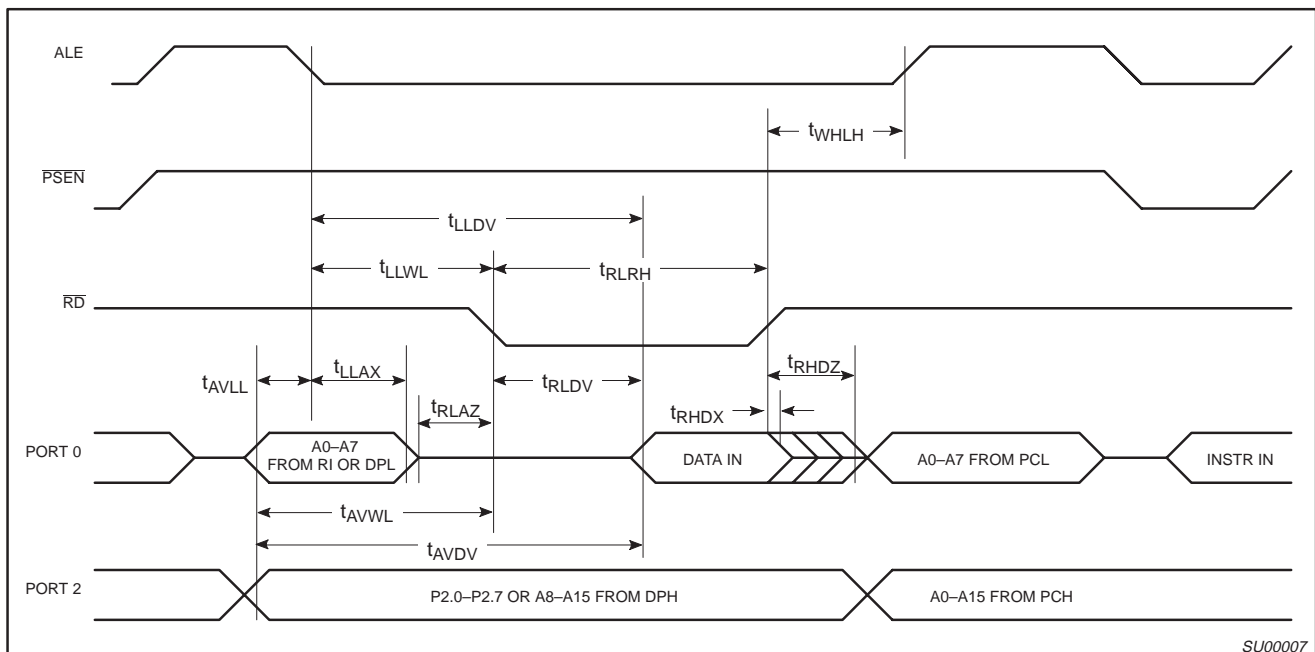 ALE
tWHLH
PSEN
tLLDV
tLLWL
tRLRH
RD
tAVLL
tLLAX
tRLAZ
tRLDV
tRHDZ
tRHDX
PORT 0
A0–A7
FROM RI OR DPL
DATA IN
A0–A7 FROM PCL
INSTR IN
tAVWL
tAVDV
PORT 2
P2.0–P2.7 OR A8–A15 FROM DPH
A0–A15 FROM PCH
SU00007